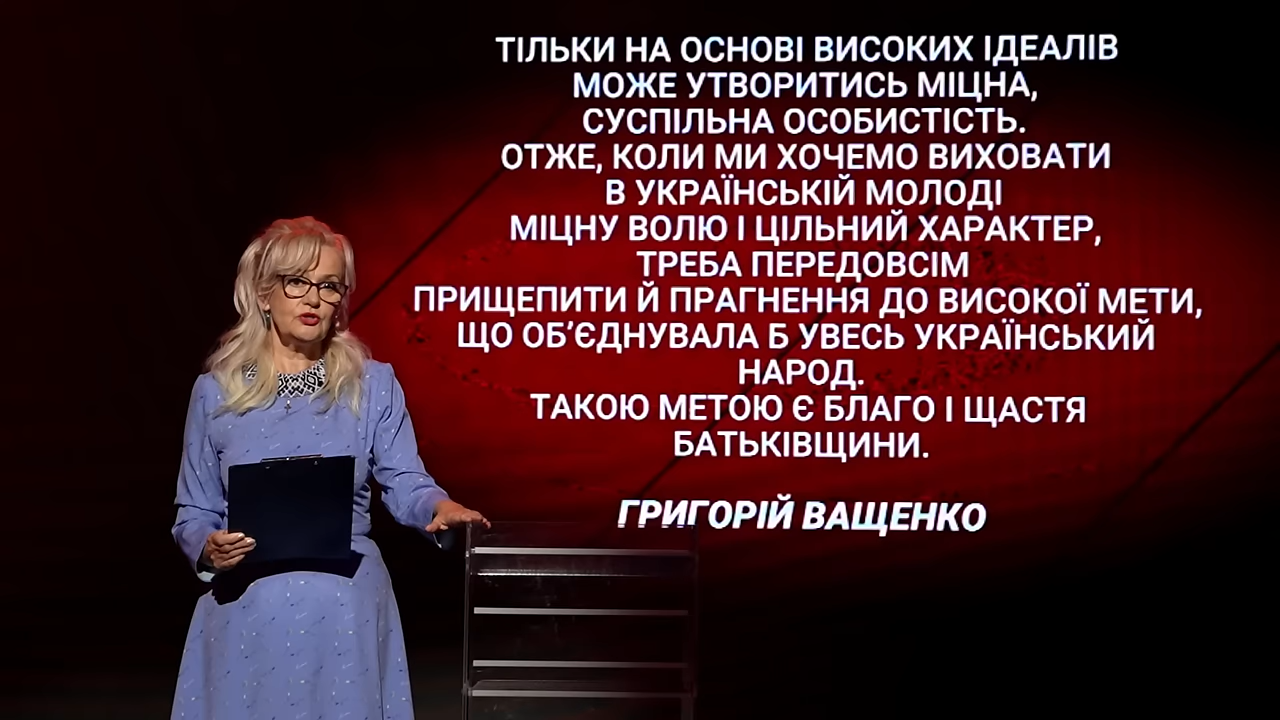 ТІЛЬКИ НА ОСНОВІ ВИСОКИХ ІДЕАЛІВ
МОЖЕ УТВОРИТИСЬ МІЦНА,
СУСПІЛЬНА ОСОБИСТІСТЬ.
ОТЖЕ, КОЛИ МИ ХОЧЕМО ВИХОВАТИ
В УКРАЇНСЬКІЙ МОЛОДІ
МІЦНУ ВОЛЮ І ЦІЛЬНИЙ ХАРАКТЕР,
ТРЕБА ПЕРЕДОВСІМ
ПРИЩЕПИТИ Й ПРАГНЕННЯ ДО ВИСОКОЇ МЕТИ,
ЩО ОБ’ЄДНУВАЛА Б УВЕСЬ УКРАЇНСЬКИЙ
НАРОД.
ТАКОЮ МЕТОЮ Є БЛАГО І ЩАСТЯ
БАТЬКІВЩИНИ.
ГРИГОРІЙ ВАЩЕНКО